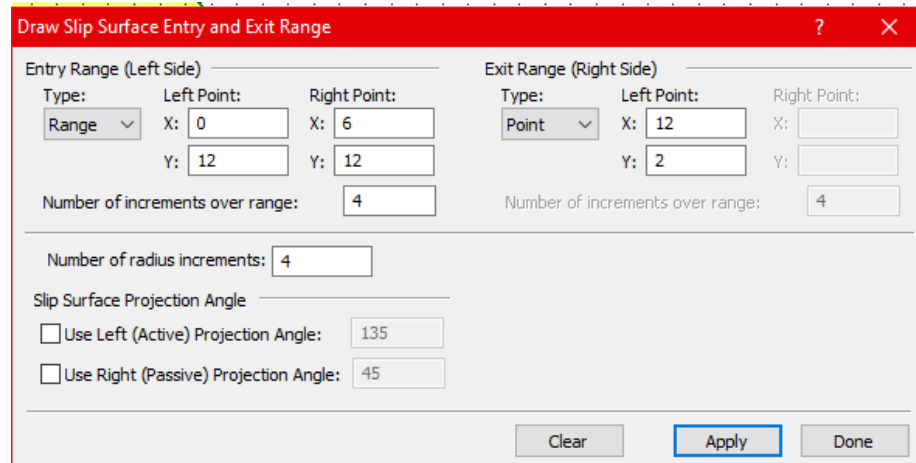 Draw Slip Surface Entry and Exit Range ? ×
Entry Range (Left Side) Exit Range (Right Side)
Type: Left Point: Right Point: Type: Left Point: Right Point:
Range X: 0 X: 6 Point X: 12 X:
Y: 12 Y: 12 Y: 2 Y:
Number of increments over range: 4 Number of increments over range: 4
Number of radius increments: 4
Slip Surface Projection Angle
Use Left (Active) Projection Angle: 135
Use Right (Passive) Projection Angle: 45
Clear Apply Done